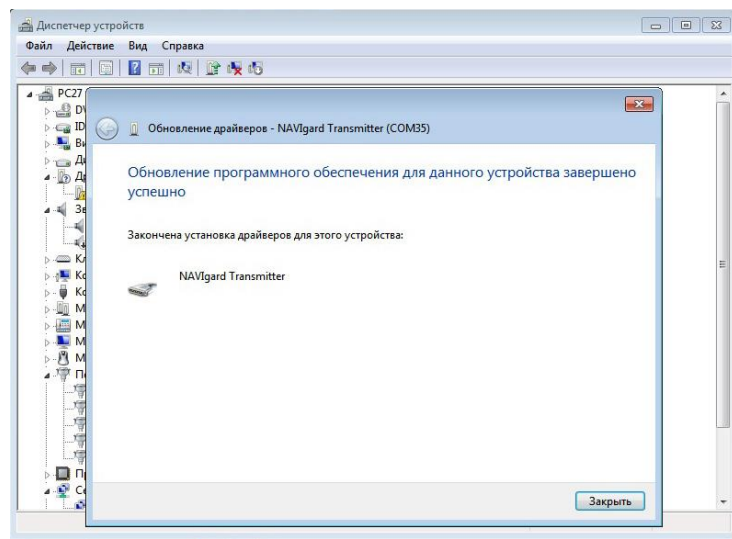 Диспетчер устройств
Файл Действие Вид Справка
PC27
Обновление драйверов - NAVIgard Transmitter (COM35)
Обновление программного обеспечения для данного устройства завершено
успешно
Закончена установка драйверов для этого устройства:
NAVIgard Transmitter
Закрыть